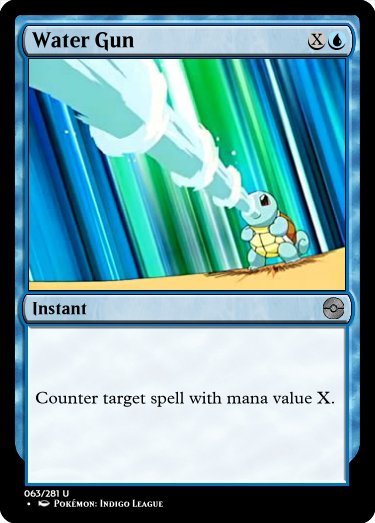 Water Gun X
Instant
Counter target spell with mana value X.
063/281 U
• Pokémon: Indigo League